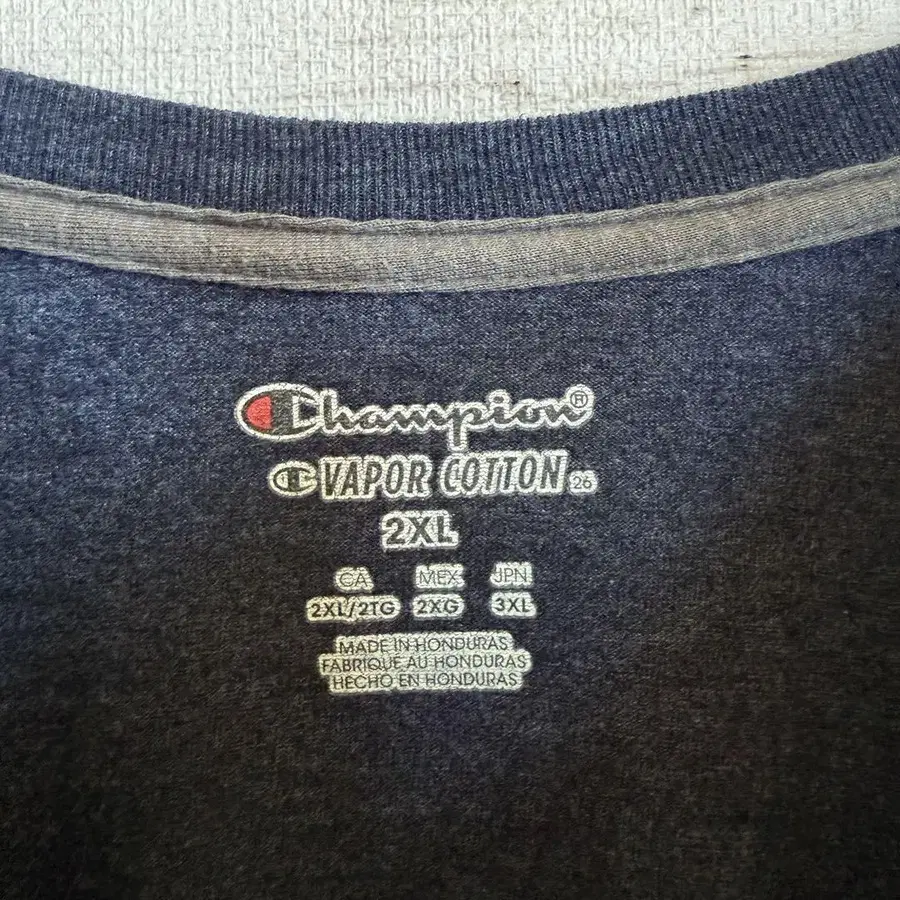 Champion®
VAPOR COTTON 26
2XL
CA MEX JPN
2XL/2TG 2XG 3XL
MADE IN HONDURAS
FABRIQUE AU HONDURAS
HECHO EN HONDURAS